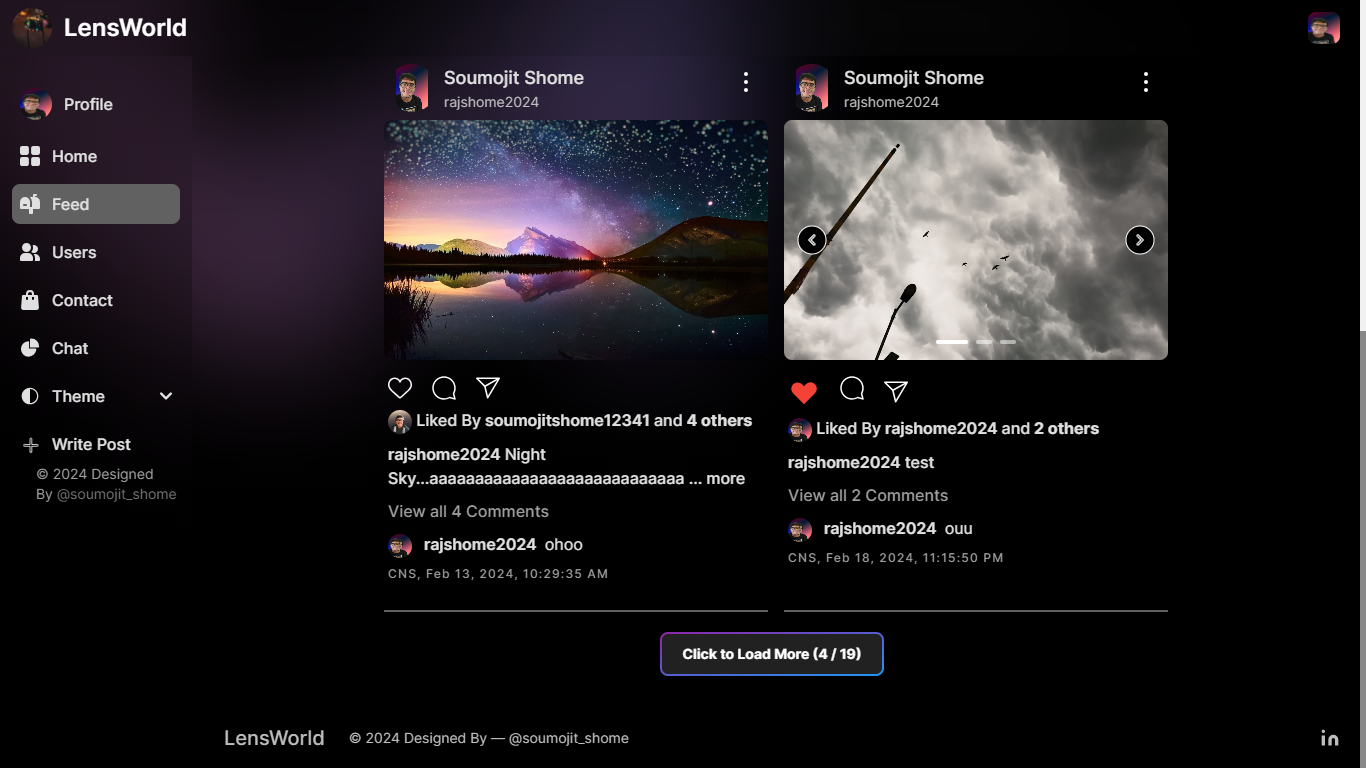 LensWorld
Profile
Home
Feed
Users
Contact
Chat
Theme
Write Post
© 2024 Designed
By @soumojit_shome
Soumojit Shome
rajshome2024
Liked By soumojitshome12341 and 4 others
rajshome2024 Night
Sky...aaaaaaaaaaaaaaaaaaaaaaaaaaaa ... more
View all 4 Comments
rajshome2024 ohoo
CNS, Feb 13, 2024, 10:29:35 AM
Soumojit Shome
rajshome2024
Liked By rajshome2024 and 2 others
rajshome2024 test
View all 2 Comments
rajshome2024 ouu
CNS, Feb 18, 2024, 11:15:50 PM
Click to Load More (4 / 19)
LensWorld
© 2024 Designed By — @soumojit_shome
in